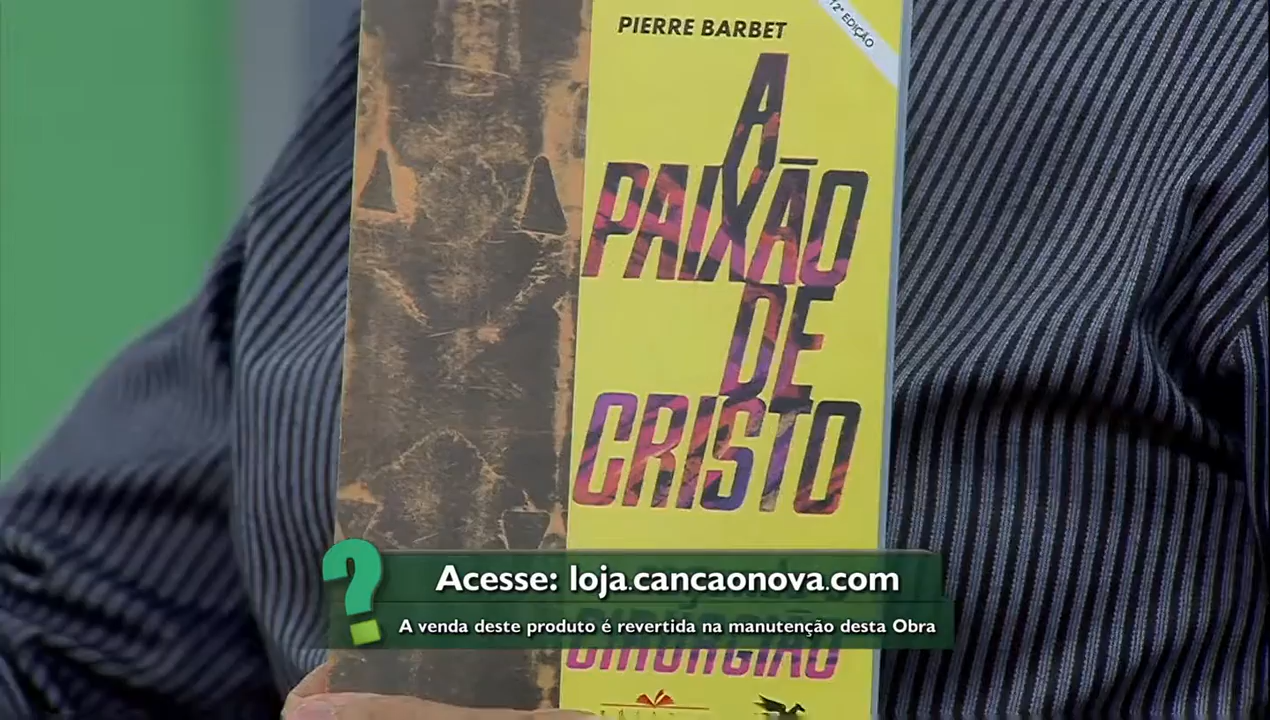 PIERRE BARBET
12ª EDIÇÃO
A
PAIXÃO
DE
CRISTO
Acesse: loja.cancaonova.com
A venda deste produto é revertida na manutenção desta Obra
CIRURGIÃO